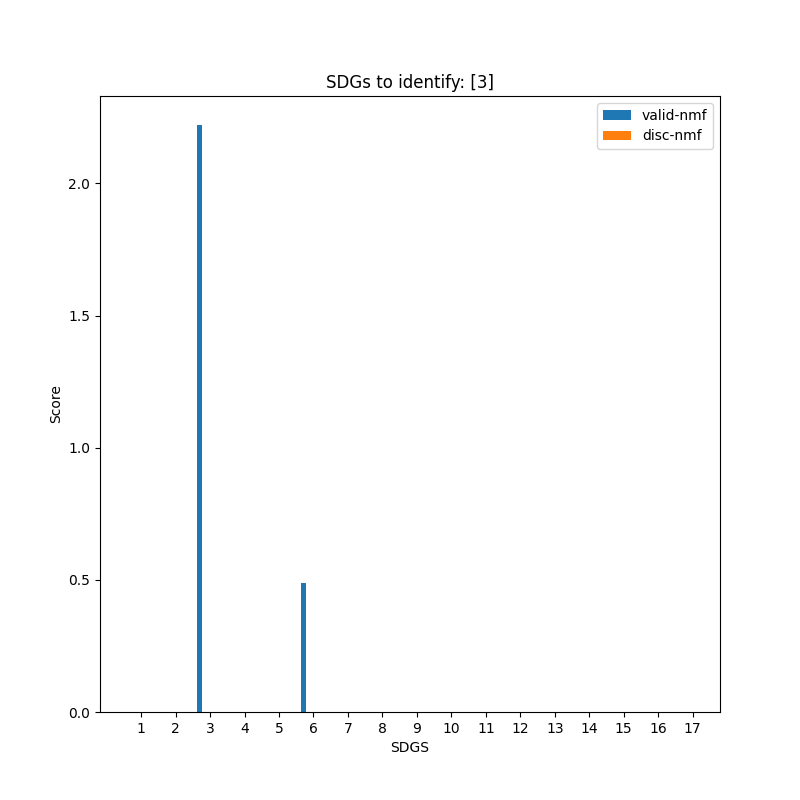 SDGs to identify: [3]
valid-nmf
disc-nmf
2.0
1.5
1.0
0.5
0.0
Score
1 2 3 4 5 6 7 8 9 10 11 12 13 14 15 16 17
SDGS